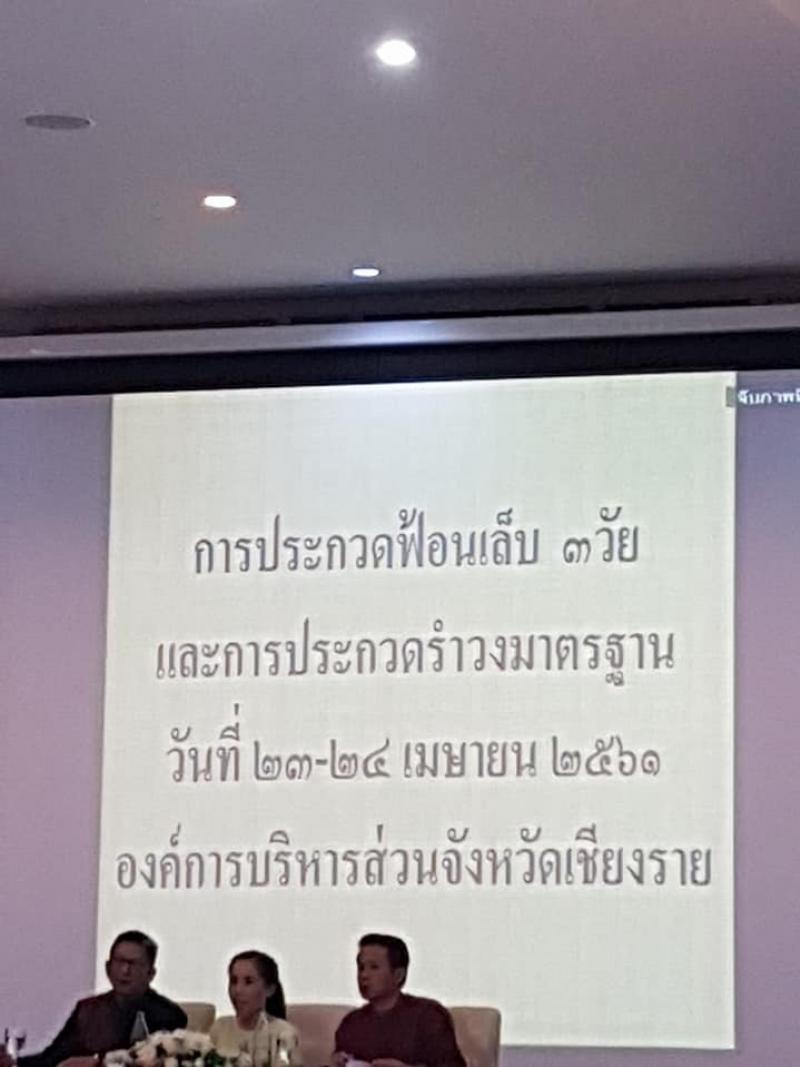 การประกวดฟ้อนเล็บ ๓วัย
และการประกวดรำวงมาตรฐาน
วันที่ ๒๓-๒๔ เมษายน ๒๕๖๑
องค์การบริหารส่วนจังหวัดเชียงราย